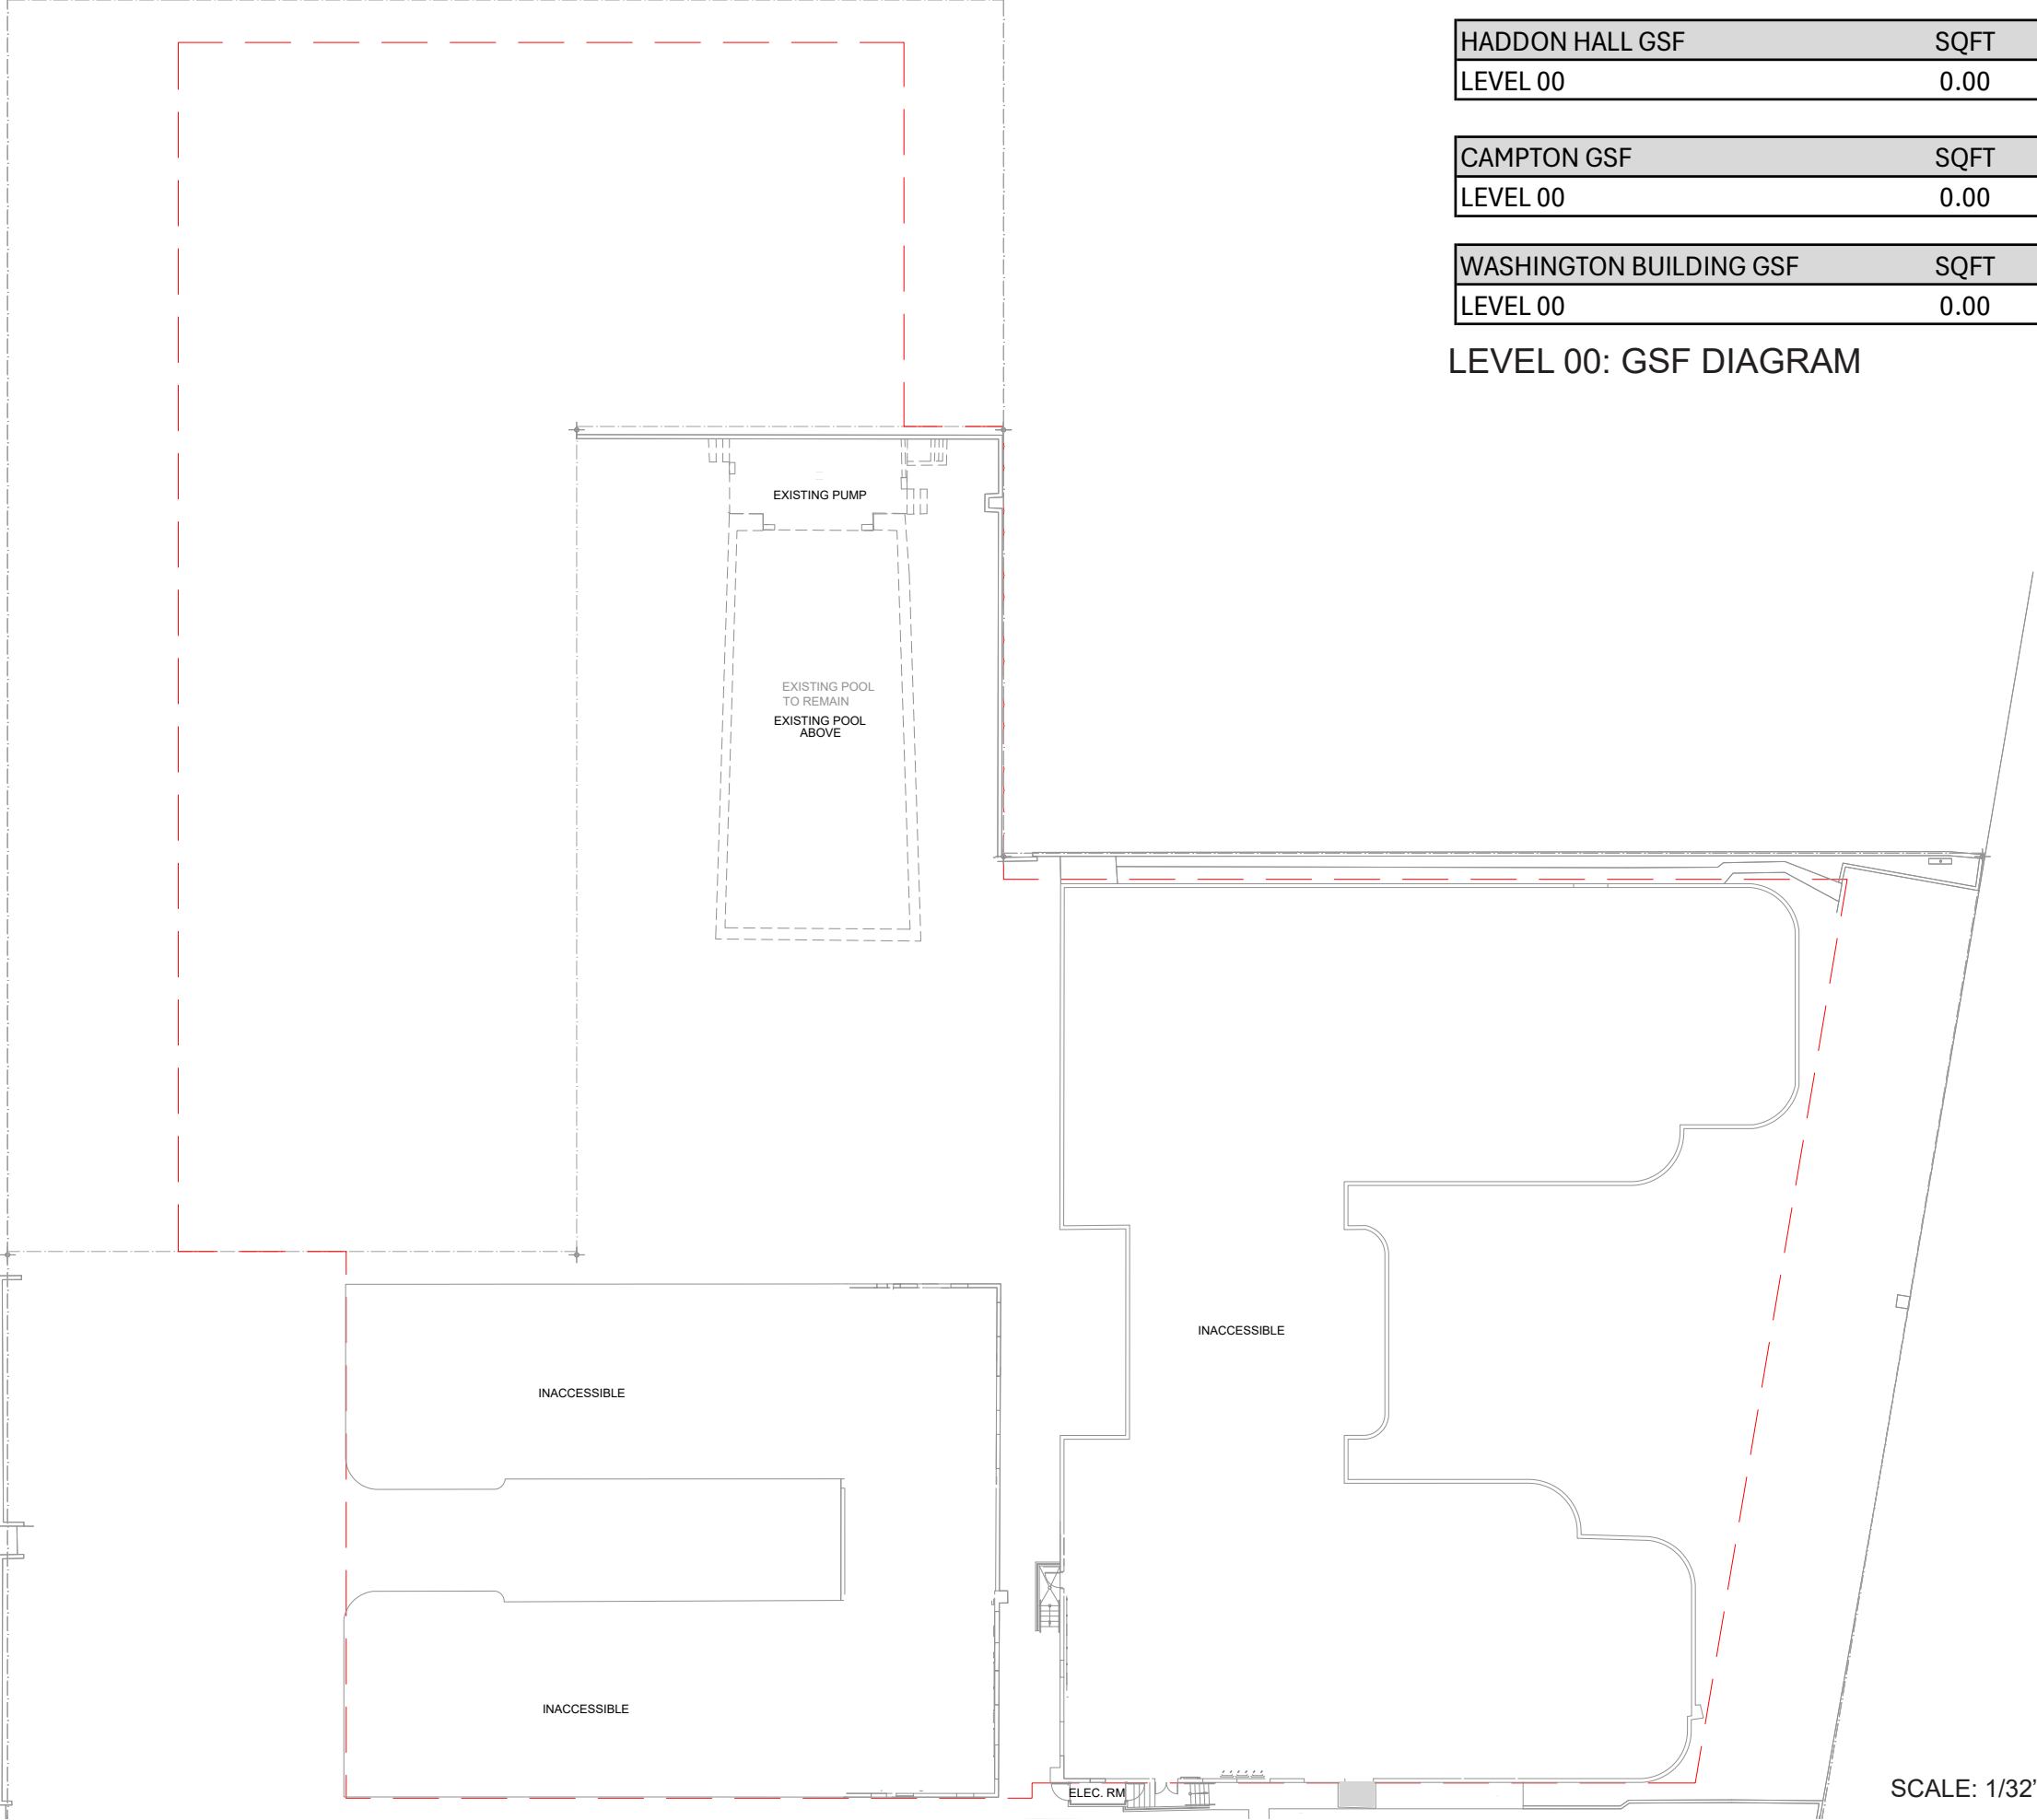 HADDON HALL GSF SQFT
LEVEL 00 0.00
CAMPTON GSF SQFT
LEVEL 00 0.00
WASHINGTON BUILDING GSF SQFT
LEVEL 00 0.00
LEVEL 00: GSF DIAGRAM
EXISTING PUMP
EXISTING POOL
TO REMAIN
EXISTING POOL
ABOVE
INACCESSIBLE
INACCESSIBLE
INACCESSIBLE
ELEC. RM
SCALE: 1/32"